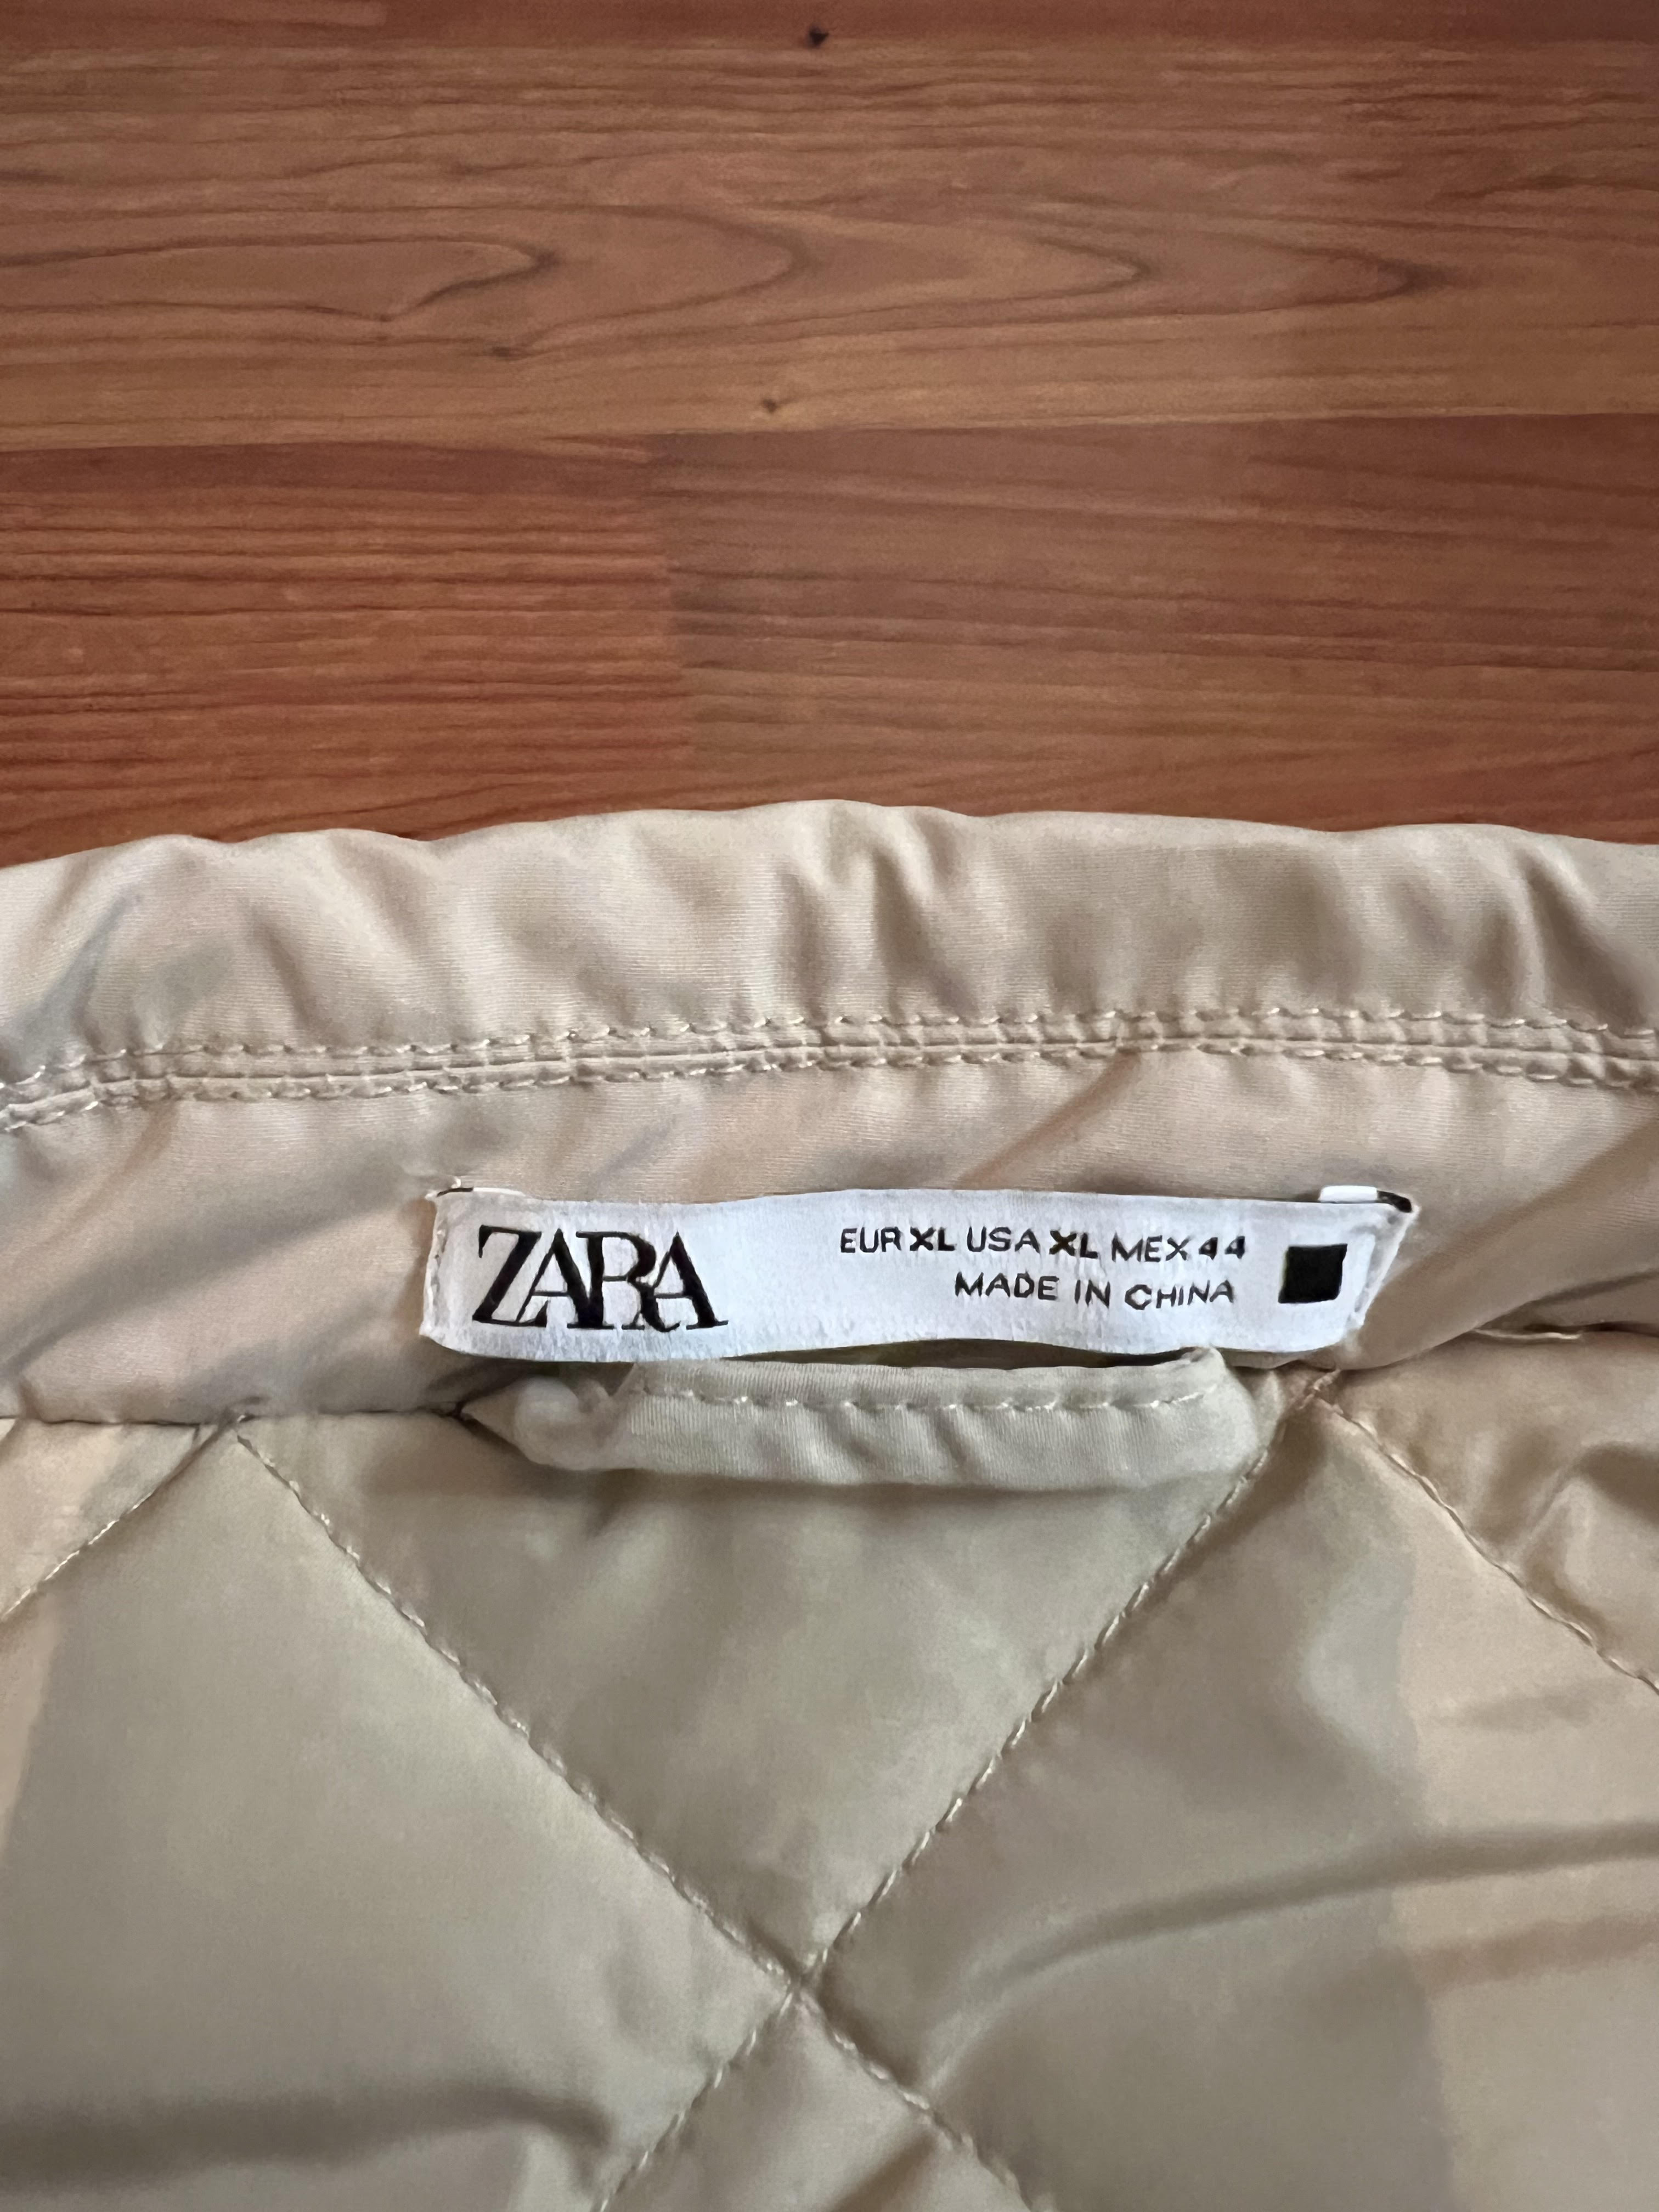 ZARA
EUR XL USA XL MEX 44
MADE IN CHINA